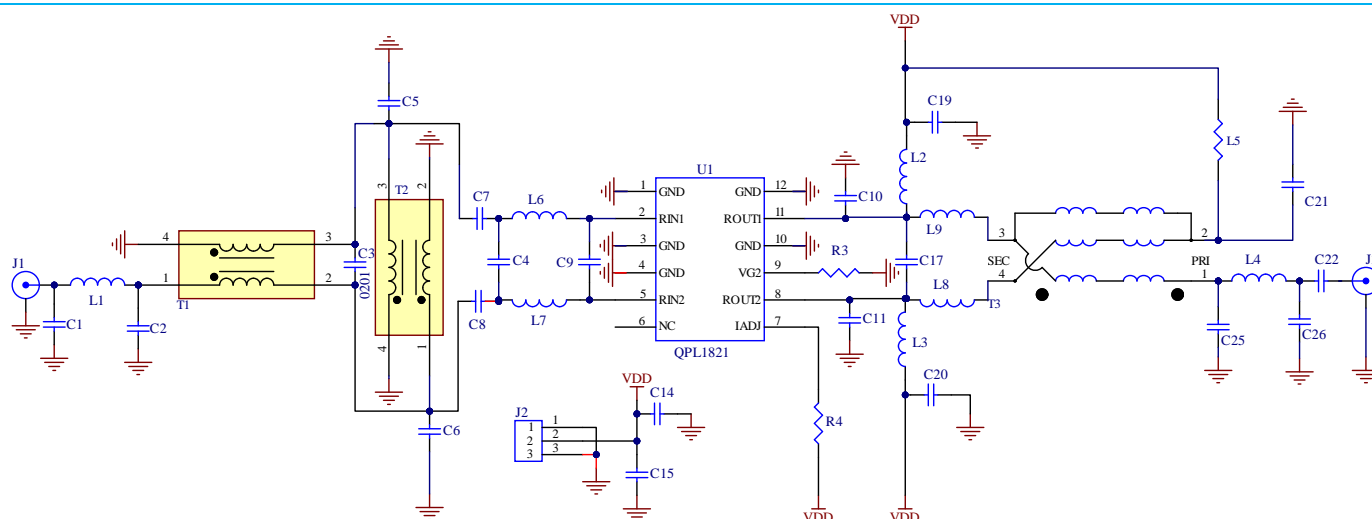 VDD
C5
C19
L5
L2
3
T2
2
U1
1 GND
GND 12
C7
L6
C10
C21
2 RIN1
ROUT1 11
4
3
C3
0201
3 GND
GND 10
L9
3
2
J1
C4
C9
4 GND
VG2 9
R3
C17
SEC
PRI
L4
C22
J
1
2
L8
4
1
L1
T1
C8
L7
5 RIN2
ROUT2 8
T3
C1
C2
6 NC
IADJ 7
C11
L3
C25
C26
4
1
QPL1821
VDD
C14
C20
J2
1 1
2 2
3 3
R4
C6
C15
VDD
VDD